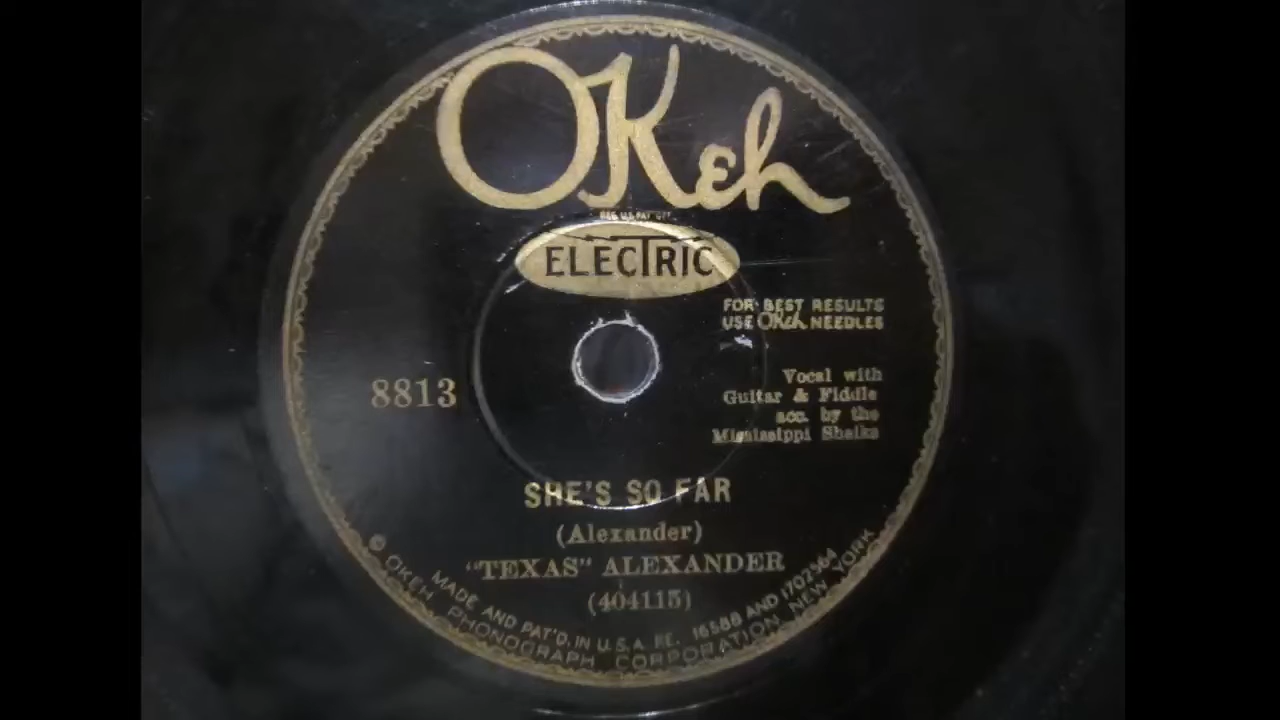 OKeh
REG. U.S. PAT. OFF.
ELECTRIC
FOR BEST RESULTS
USE OKeh NEEDLES
8813
Vocal with
Guitar & Fiddle
acc. by the
Mississippi Sheiks
SHE'S SO FAR
(Alexander)
"TEXAS" ALEXANDER
(404115)
MADE AND PAT'D. IN U.S.A. RE. 16588 AND 1702564
© OKEH PHONOGRAPH CORPORATION NEW YORK